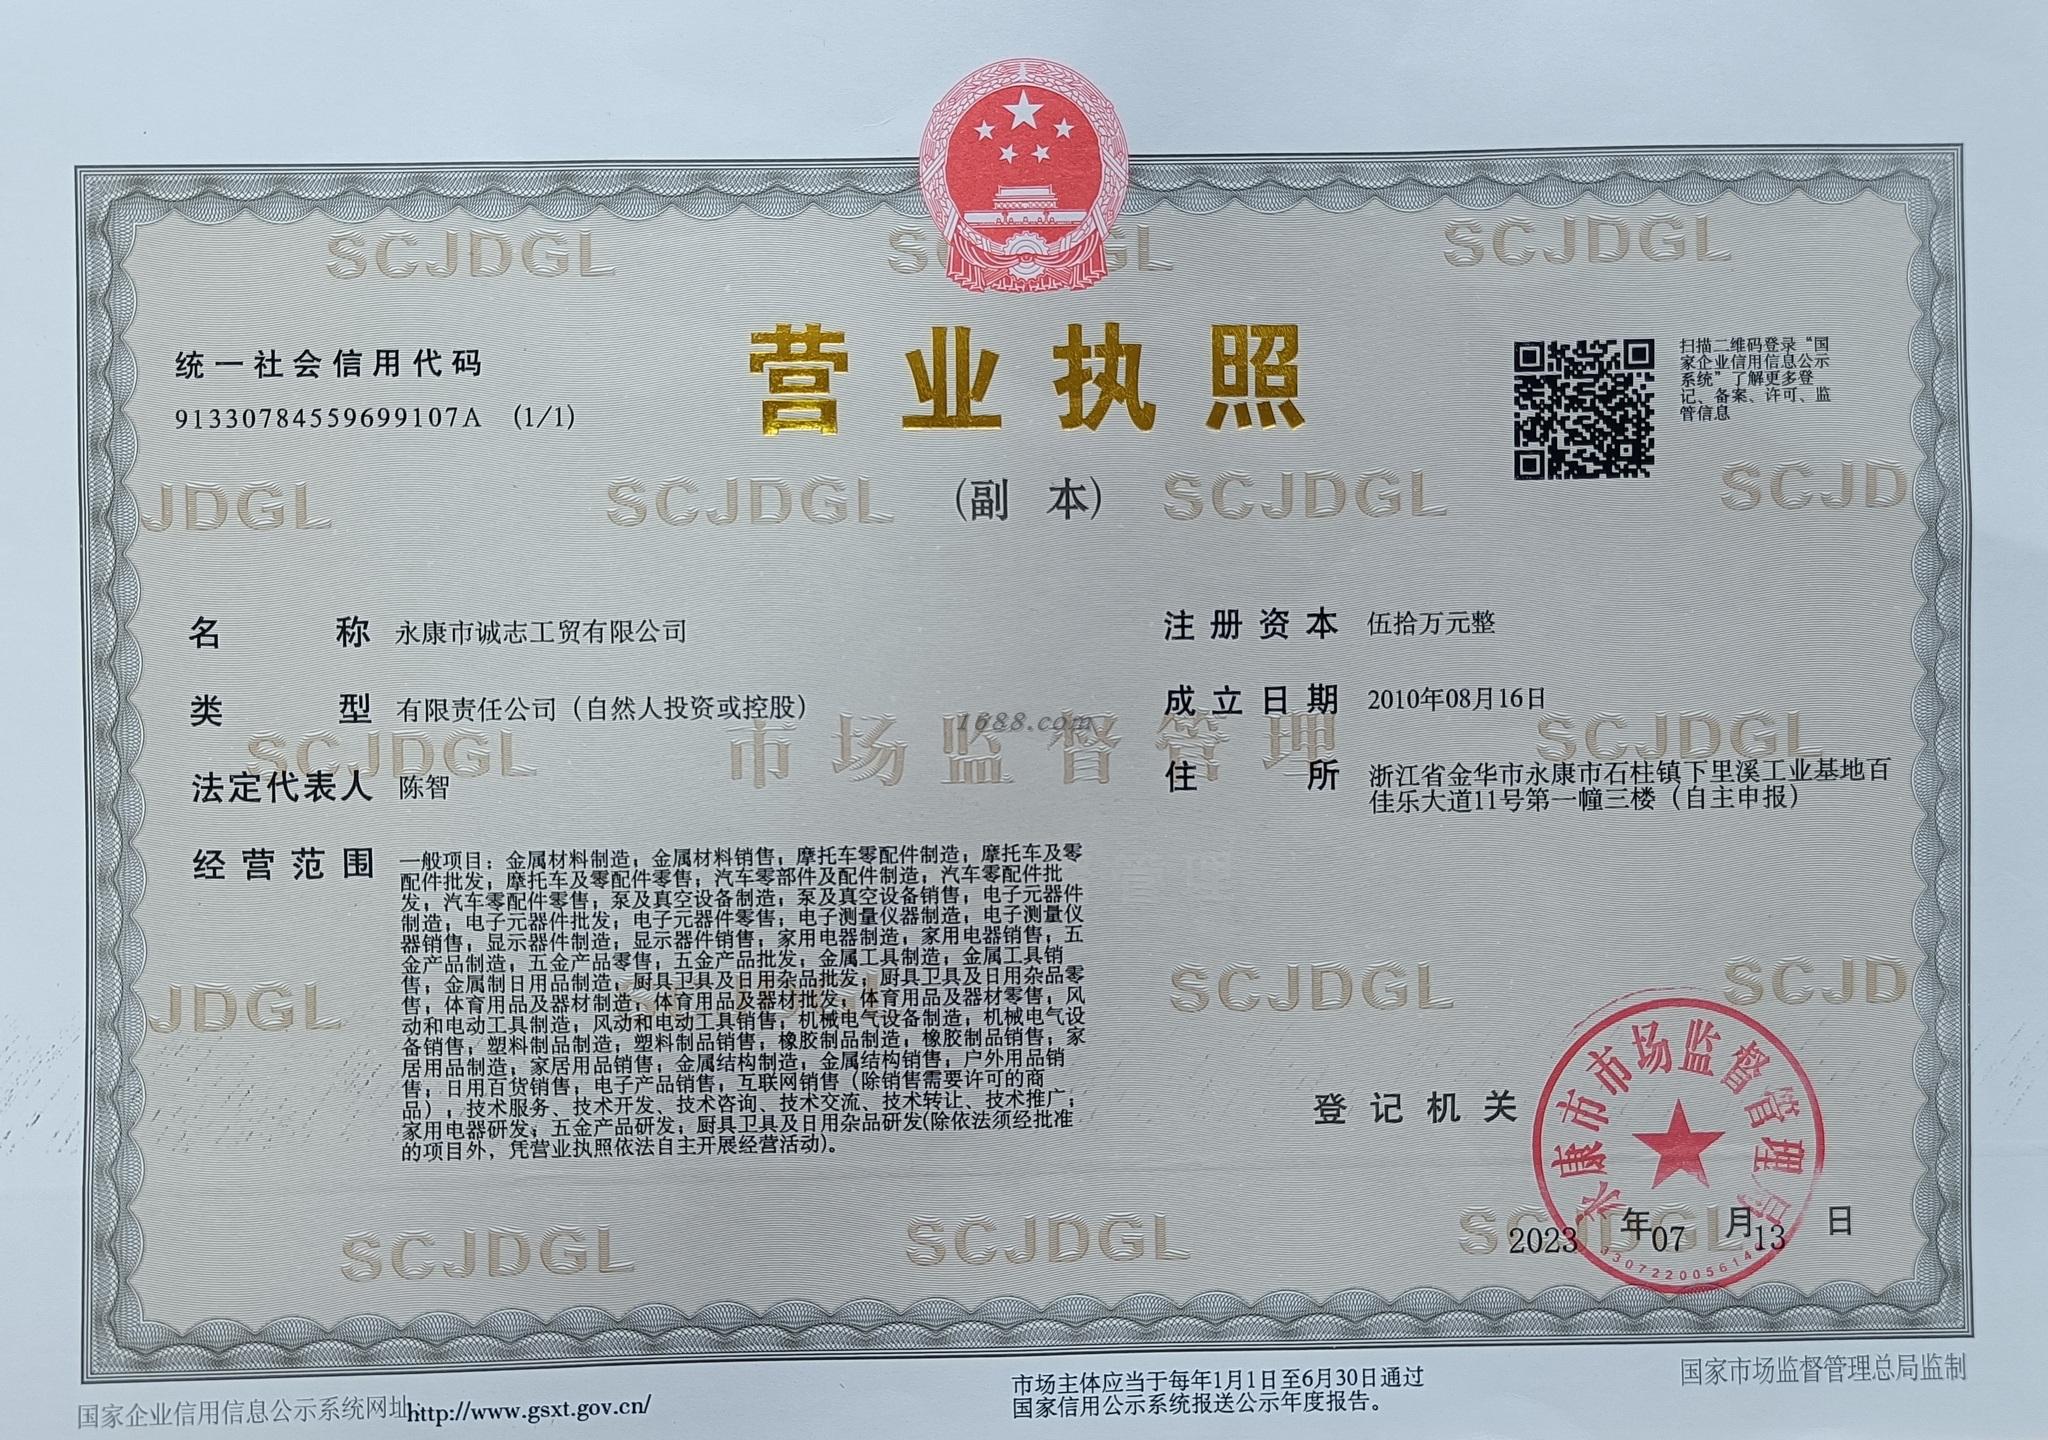 统一社会信用代码
91330784559699107A (1/1)
营业执照
(副 本)
扫描二维码登录“国
家企业信用信息公示
系统”了解更多登
记、备案、许可、监
管信息
名 称 永康市诚志工贸有限公司
类 型 有限责任公司（自然人投资或控股）
法定代表人 陈智
经营范围 一般项目：金属材料制造；金属材料销售；摩托车零配件制造；摩托车及零
配件批发；摩托车及零配件零售；汽车零部件及配件制造；汽车零配件批
发；汽车零配件零售；泵及真空设备制造；泵及真空设备销售；电子元器件
制造；电子元器件批发；电子元器件零售；电子测量仪器制造；电子测量仪
器销售；显示器件制造；显示器件销售；家用电器制造；家用电器销售；五
金产品制造；五金产品零售；五金产品批发；金属工具制造；金属工具销
售；金属制日用品制造；厨具卫具及日用杂品批发；厨具卫具及日用杂品零
售；体育用品及器材制造；体育用品及器材批发；体育用品及器材零售；风
动和电动工具制造；风动和电动工具销售；机械电气设备制造；机械电气设
备销售；塑料制品制造；塑料制品销售；橡胶制品制造；橡胶制品销售；家
居用品制造；家居用品销售；金属结构制造；金属结构销售；户外用品销
售；日用百货销售；电子产品销售；互联网销售（除销售需要许可的商
品）；技术服务、技术开发、技术咨询、技术交流、技术转让、技术推广；
家用电器研发；五金产品研发；厨具卫具及日用杂品研发(除依法须经批准
的项目外，凭营业执照依法自主开展经营活动)。
注册资本 伍拾万元整
成立日期 2010年08月16日
住 所 浙江省金华市永康市石柱镇下里溪工业基地百
佳乐大道11号第一幢三楼（自主申报）
1688.com
市场监督管理
SCJDGL
登记机关
永康市市场监督管理局
2023 年 07 月 13 日
国家企业信用信息公示系统网址http://www.gsxt.gov.cn/
市场主体应当于每年1月1日至6月30日通过
国家信用公示系统报送公示年度报告。
国家市场监督管理总局监制